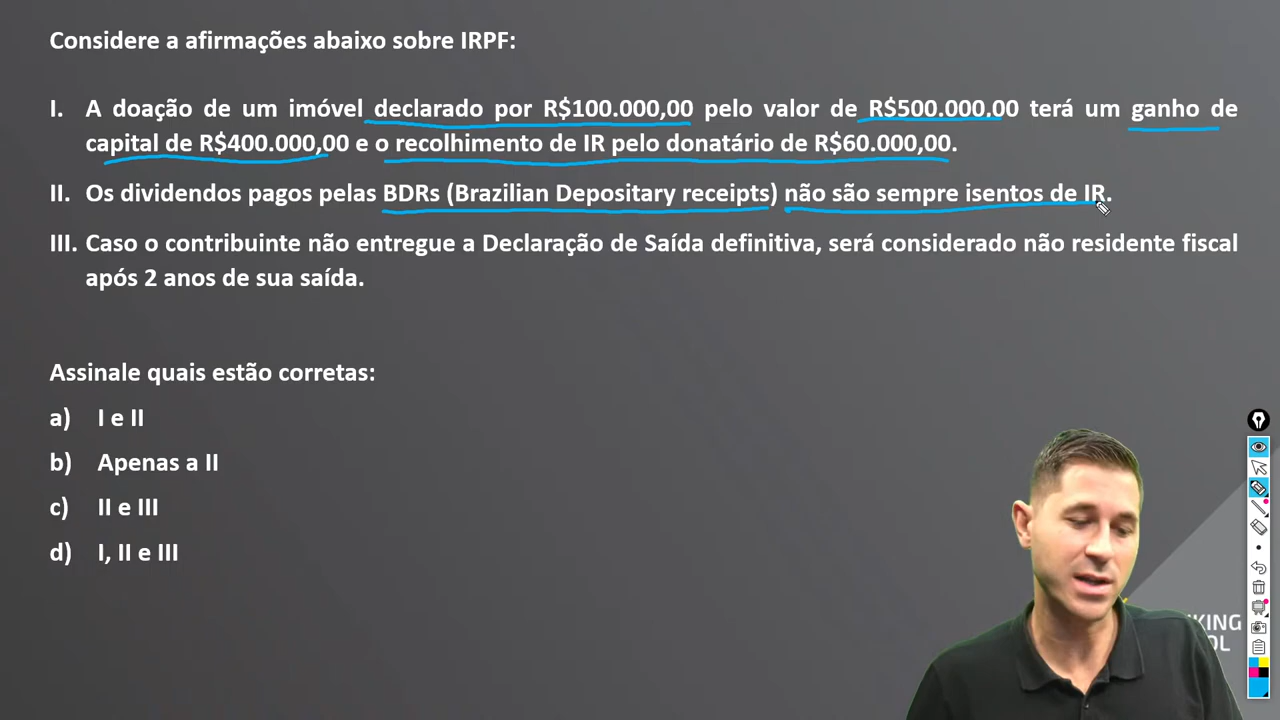 Considere a afirmações abaixo sobre IRPF:
I. A doação de um imóvel declarado por R$100.000,00 pelo valor de R$500.000,00 terá um ganho de
capital de R$400.000,00 e o recolhimento de IR pelo donatário de R$60.000,00.
II. Os dividendos pagos pelas BDRs (Brazilian Depositary receipts) não são sempre isentos de IR.
III. Caso o contribuinte não entregue a Declaração de Saída definitiva, será considerado não residente fiscal
após 2 anos de sua saída.
Assinale quais estão corretas:
a) I e II
b) Apenas a II
c) II e III
d) I, II e III